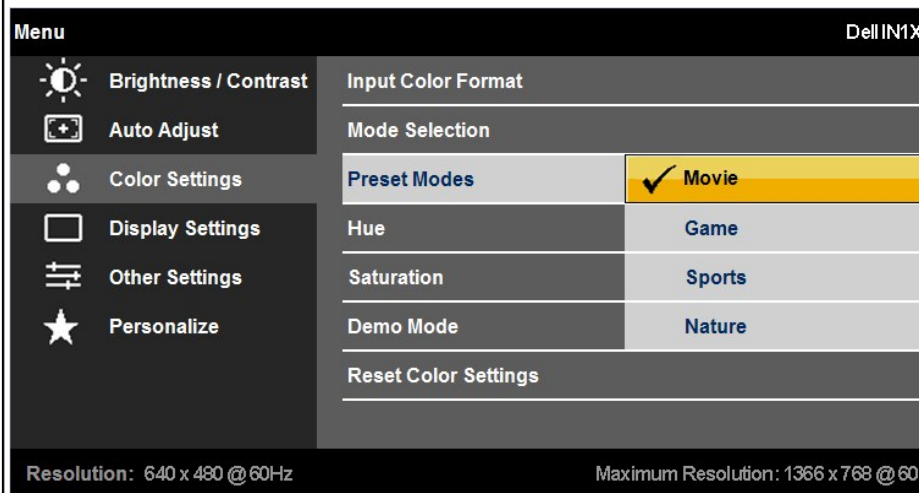 Menu
Dell IN1X
Brightness / Contrast
Auto Adjust
Color Settings
Display Settings
Other Settings
Personalize
Input Color Format
Mode Selection
Preset Modes
Hue
Saturation
Demo Mode
Reset Color Settings
Movie
Game
Sports
Nature
Resolution: 640 x 480 @ 60Hz
Maximum Resolution: 1366 x 768 @ 60